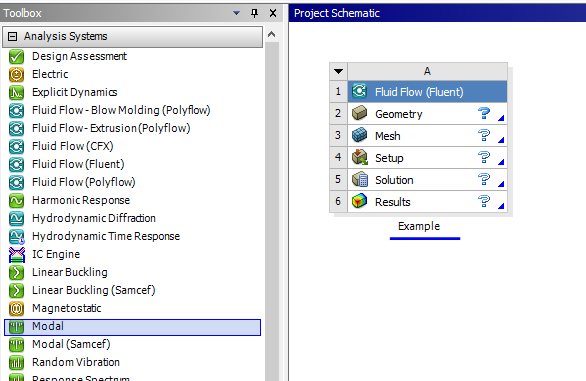 Toolbox
Analysis Systems
Design Assessment
Electric
Explicit Dynamics
Fluid Flow - Blow Molding (Polyflow)
Fluid Flow - Extrusion (Polyflow)
Fluid Flow (CFX)
Fluid Flow (Fluent)
Fluid Flow (Polyflow)
Harmonic Response
Hydrodynamic Diffraction
Hydrodynamic Time Response
IC Engine
Linear Buckling
Linear Buckling (Samcef)
Magnetostatic
Modal
Modal (Samcef)
Random Vibration
Response Spectrum
Project Schematic
A
1 Fluid Flow (Fluent)
2 Geometry ?
3 Mesh ?
4 Setup ?
5 Solution ?
6 Results ?
Example